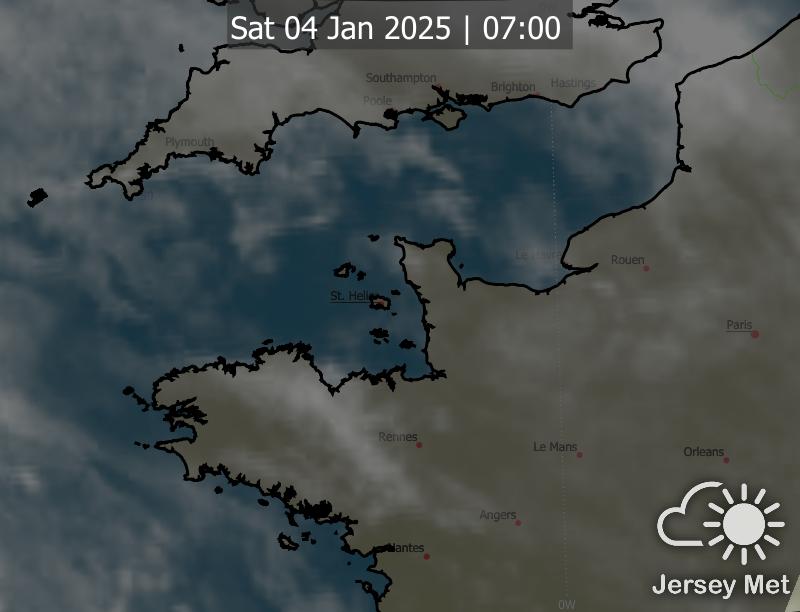 Sat 04 Jan 2025 | 07:00
Southampton
Brighton
Hastings
Poole
Plymouth
Le Havre
Rouen
St. Helier
Paris
Rennes
Le Mans
Orleans
Angers
Nantes
Jersey Met
0W